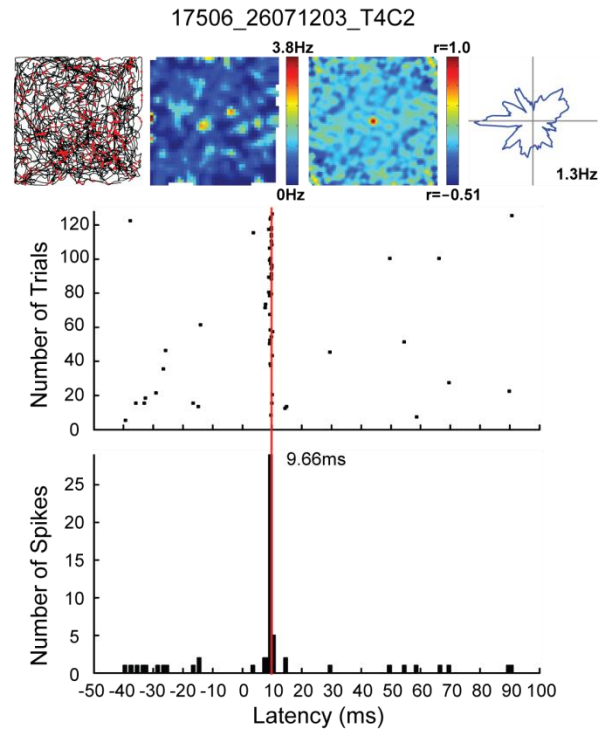 17506_26071203_T4C2
3.8Hz r=1.0
0Hz r=−0.51 1.3Hz
Number of Trials
120
100
80
60
40
20
0
9.66ms
Number of Spikes
25
20
15
10
5
0
-50 -40 -30 -20 -10 0 10 20 30 40 50 60 70 80 90 100
Latency (ms)